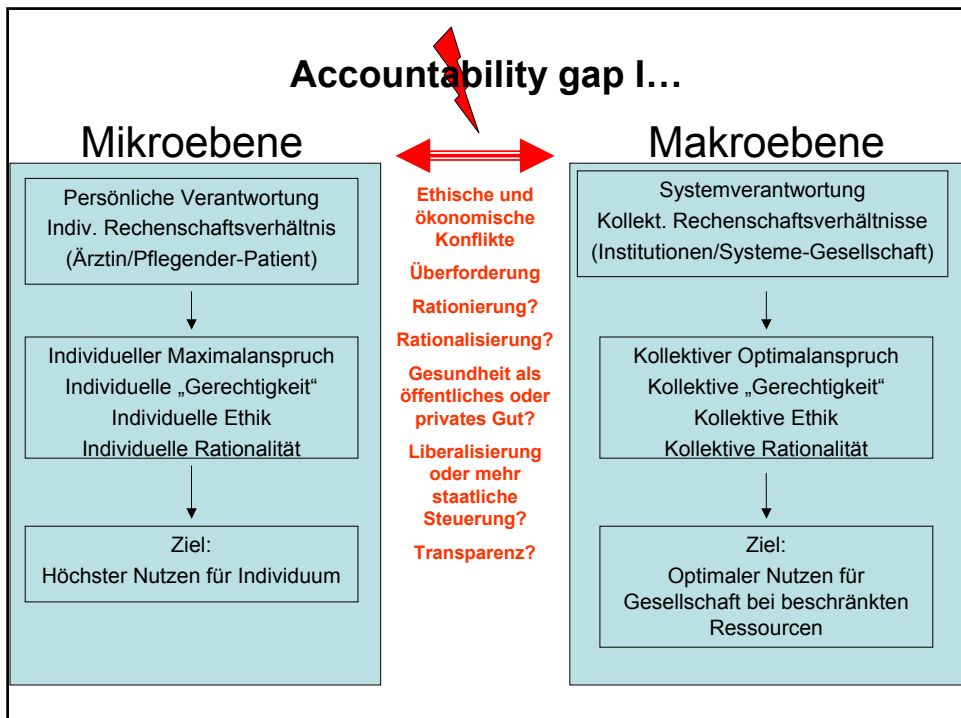 Accountability gap I…
Mikroebene
Persönliche Verantwortung
Indiv. Rechenschaftsverhältnis
(Ärztin/Pflegender-Patient)
Individueller Maximalanspruch
Individuelle „Gerechtigkeit“
Individuelle Ethik
Individuelle Rationalität
Ziel:
Höchster Nutzen für Individuum
Ethische und
ökonomische
Konflikte
Überforderung
Rationierung?
Rationalisierung?
Gesundheit als
öffentliches oder
privates Gut?
Liberalisierung
oder mehr
staatliche
Steuerung?
Transparenz?
Makroebene
Systemverantwortung
Kollekt. Rechenschaftsverhältnisse
(Institutionen/Systeme-Gesellschaft)
Kollektiver Optimalanspruch
Kollektive „Gerechtigkeit“
Kollektive Ethik
Kollektive Rationalität
Ziel:
Optimaler Nutzen für
Gesellschaft bei beschränkten
Ressourcen